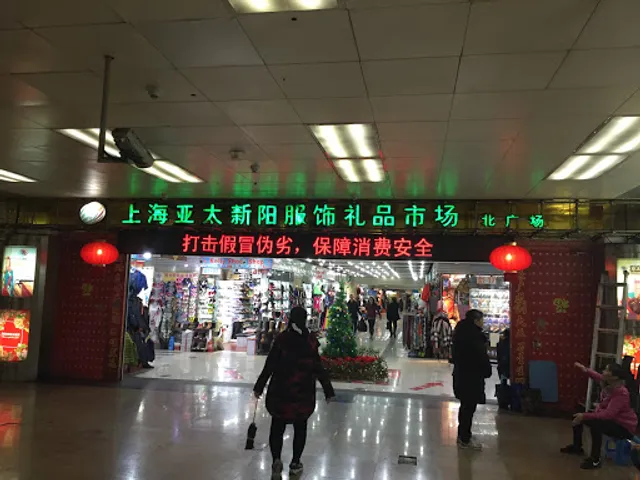 上海亚太新阳服饰礼品市场 北广场
打击假冒伪劣，保障消费安全